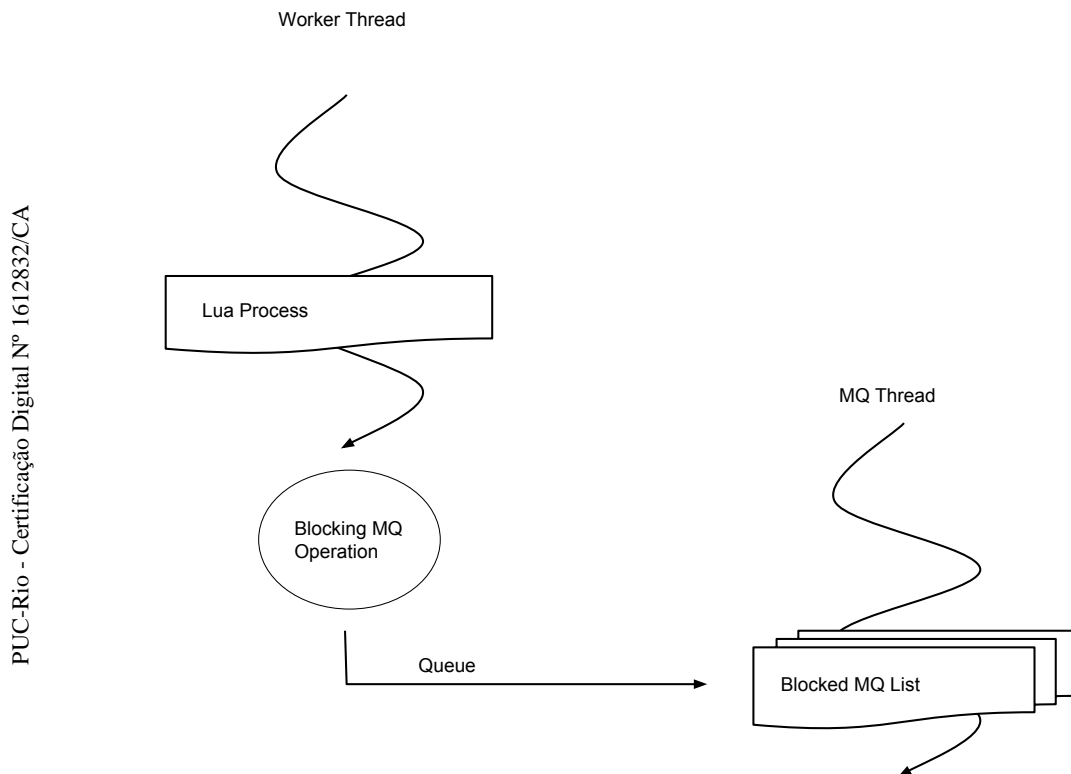 Worker Thread
PUC-Rio - Certificação Digital Nº 1612832/CA
Lua Process
MQ Thread
Blocking MQ
Operation
Queue
Blocked MQ List